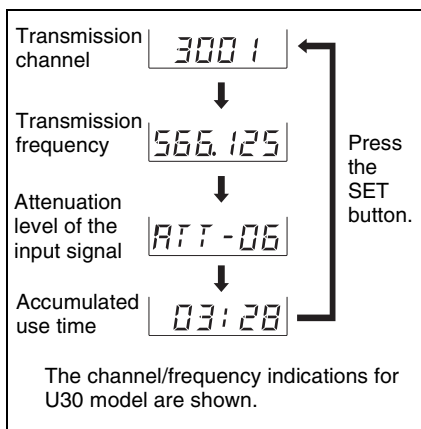 Transmission
channel
3001
Transmission
frequency
566.125
Attenuation
level of the
input signal
ATT-06
Accumulated
use time
03:28
Press
the
SET
button.
The channel/frequency indications for
U30 model are shown.